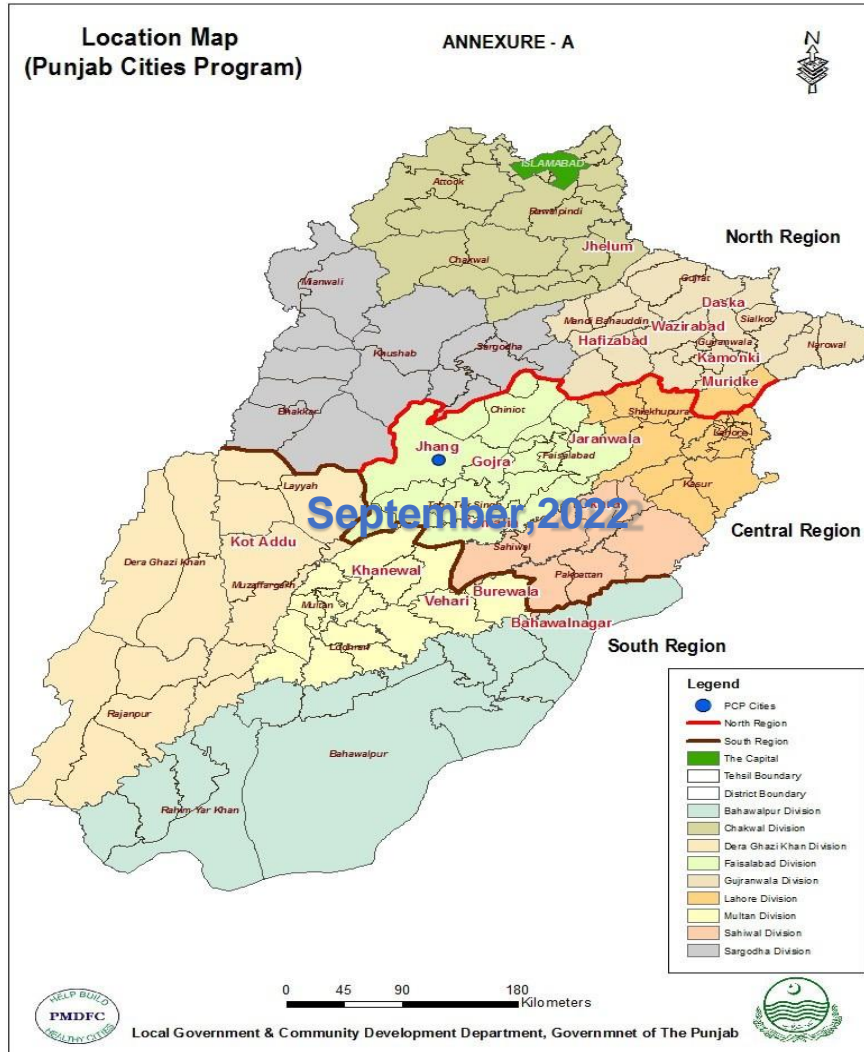 Location Map
(Punjab Cities Program)
ANNEXURE - A
N
ISLAMABAD
Attock
Rawalpindi
North Region
Jhelum
Chakwal
Mianwali
Gujrat
Daska
Mandi Bahauddin
Wazirabad
Sialkot
Hafizabad
Gujranwala
Narowal
Sargodha
Khushab
Kamonki
Muridke
Bhakkar
Chiniot
Shiekhupura
Jhang
Jaranwala
Lahore
Gojra
Faisalabad
Kasur
Layyah
September,2022
Central Region
Kot Addu
Sahiwal
Dera Ghazi Khan
Khanewal
Pakpattan
Muzaffargakh
Multan
Vehari
Burewala
Bahawalnagar
South Region
Lodhran
Rajanpur
Bahawalpur
Rahim Yar Khan
Legend
PCP Cities
North Region
South Region
The Capital
Tehsil Boundary
District Boundary
Bahawalpur Division
Chakwal Division
Dera Ghazi Khan Division
Faisalabad Division
Gujranwala Division
Lahore Division
Multan Division
Sahiwal Division
Sargodha Division
0 45 90 180
Kilometers
HELP BUILD
PMDFC
HEALTHY CITIES
Local Government & Community Development Department, Governmnet of The Punjab